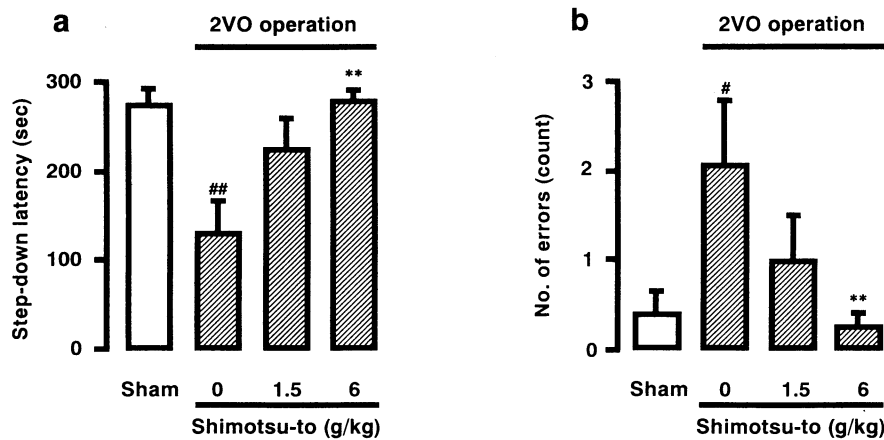 a
2VO operation
Step-down latency (sec)
300
200
100
0
##
**
Sham
0
1.5
6
Shimotsu-to (g/kg)
b
2VO operation
No. of errors (count)
3
2
1
0
#
**
Sham
0
1.5
6
Shimotsu-to (g/kg)